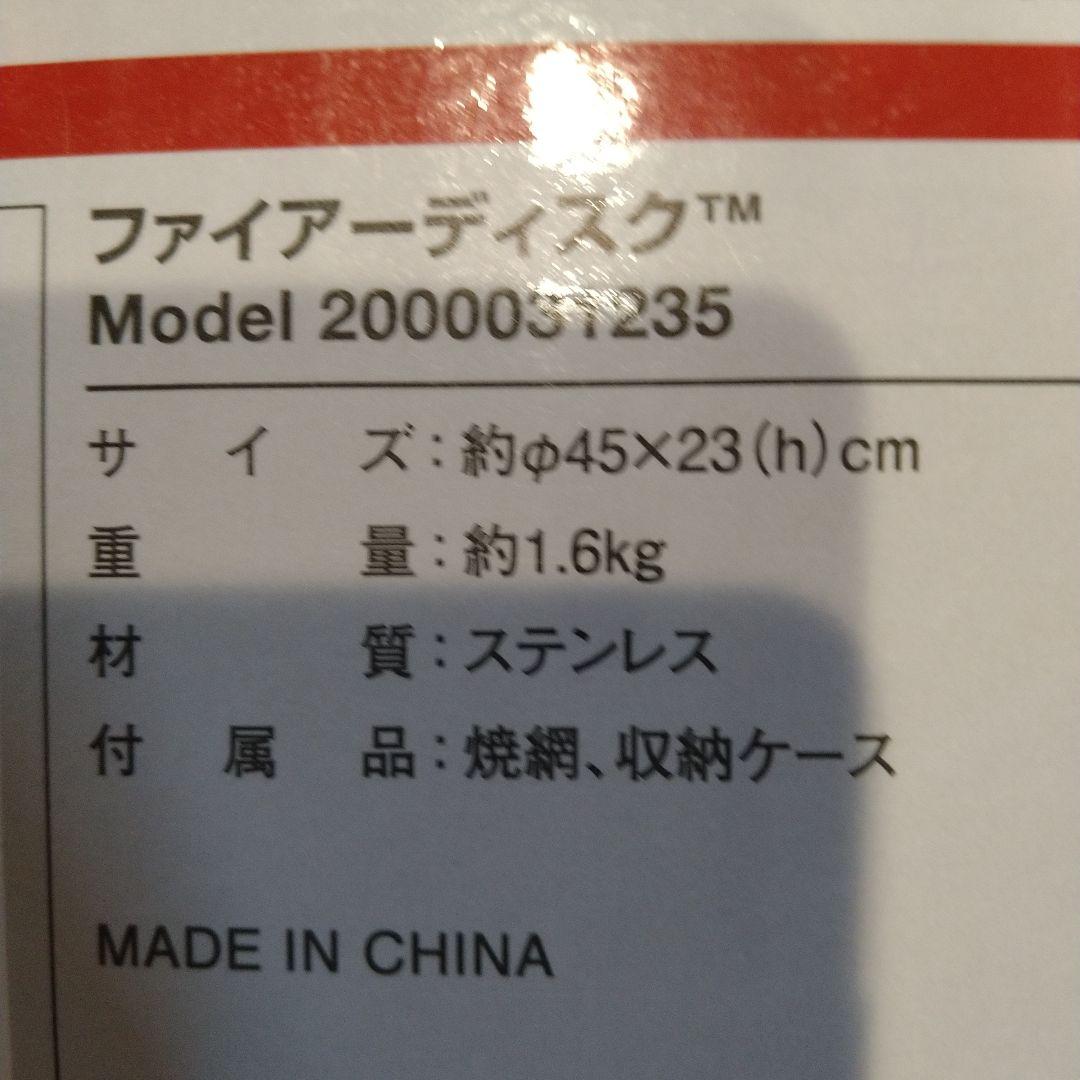 ファイアーディスク™
Model 2000031235
サイズ:約φ45×23(h)cm
重量:約1.6kg
材質:ステンレス
付属品:焼網、収納ケース
MADE IN CHINA